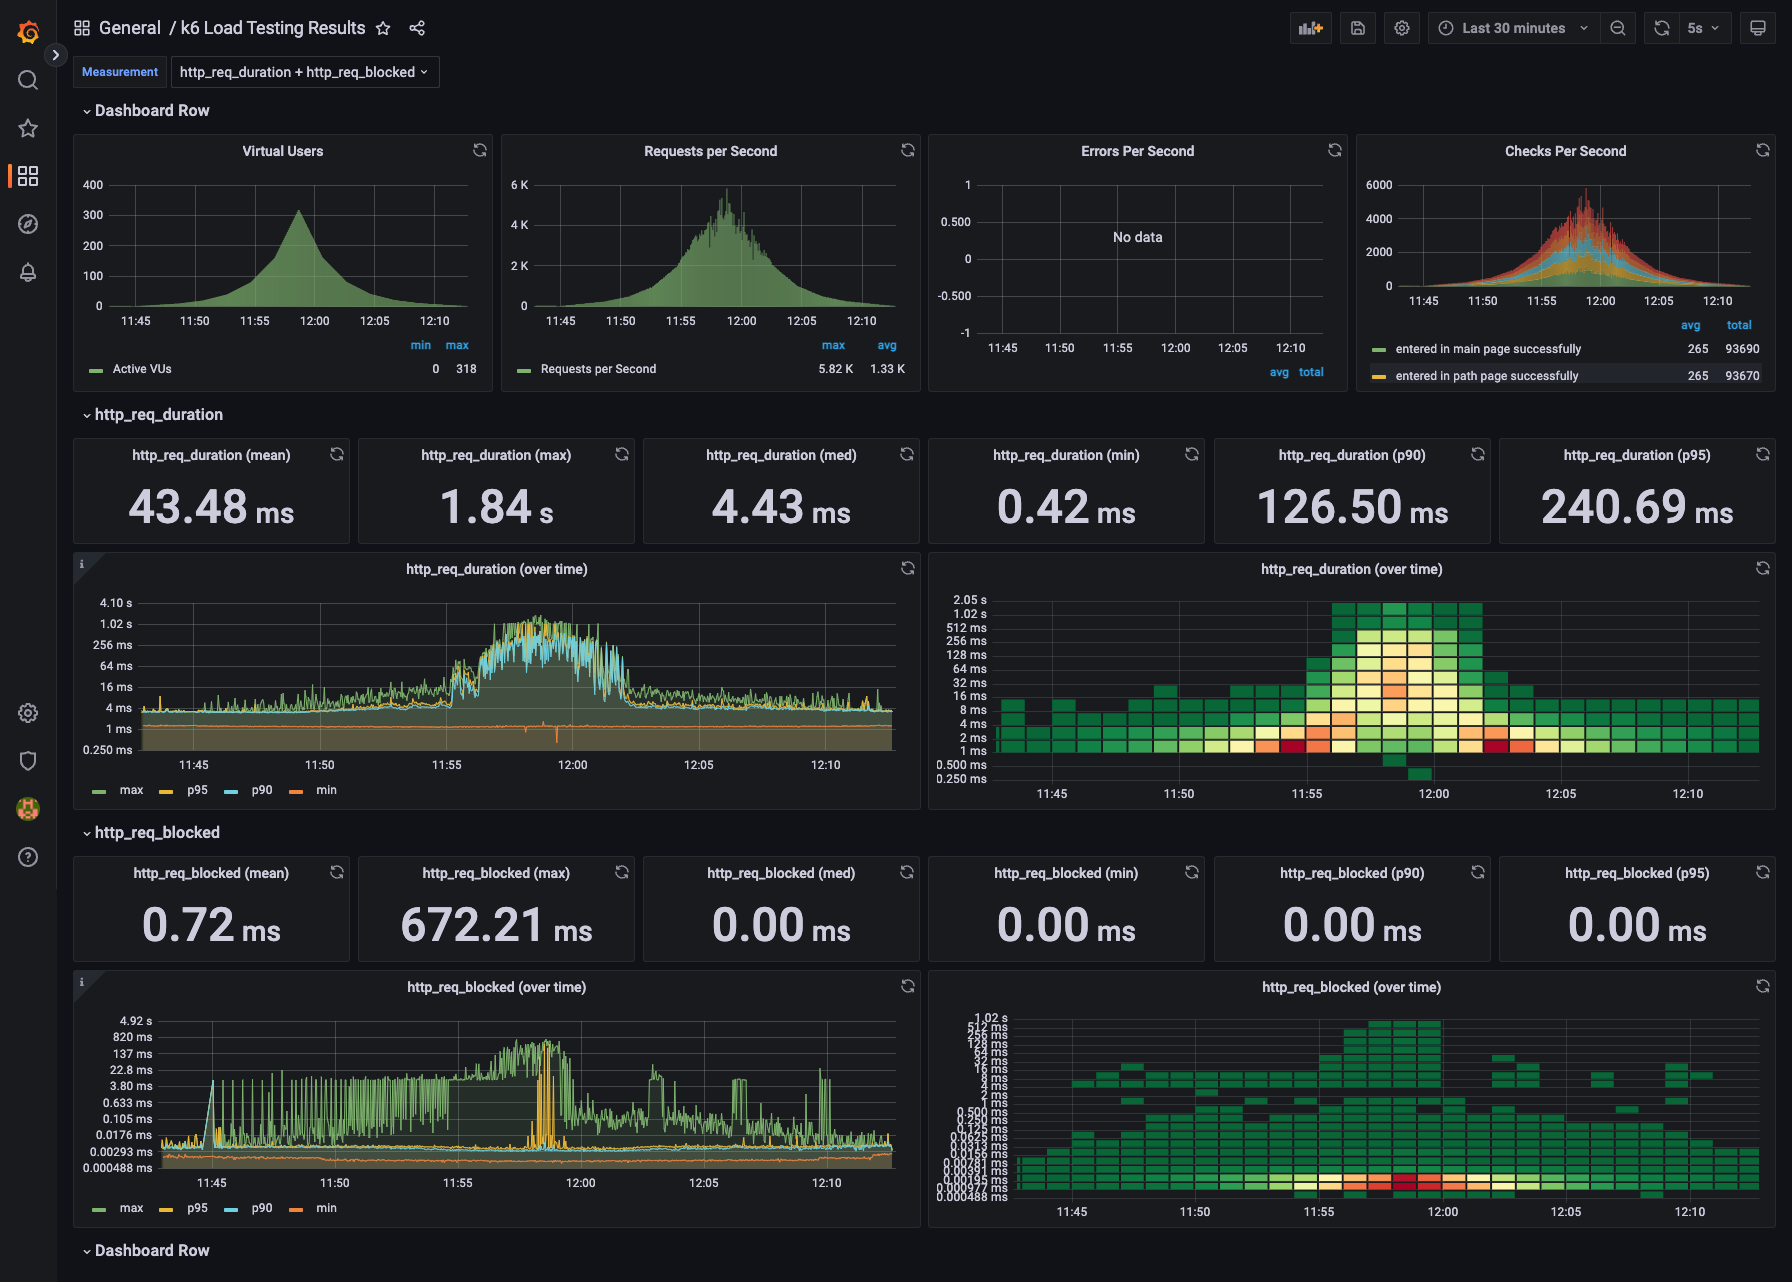 General / k6 Load Testing Results
Last 30 minutes
5s
Measurement
http_req_duration + http_req_blocked
Dashboard Row
Virtual Users
400
300
200
100
0
11:45 11:50 11:55 12:00 12:05 12:10
min max
Active VUs 0 318
Requests per Second
6 K
4 K
2 K
0
11:45 11:50 11:55 12:00 12:05 12:10
max avg
Requests per Second 5.82 K 1.33 K
Errors Per Second
1
0.500
0
-0.500
-1
No data
11:45 11:50 11:55 12:00 12:05 12:10
avg total
Checks Per Second
6000
4000
2000
0
11:45 11:50 11:55 12:00 12:05 12:10
avg total
entered in main page successfully 265 93690
entered in path page successfully 265 93670
http_req_duration
http_req_duration (mean)
43.48 ms
http_req_duration (max)
1.84 s
http_req_duration (med)
4.43 ms
http_req_duration (min)
0.42 ms
http_req_duration (p90)
126.50 ms
http_req_duration (p95)
240.69 ms
i
http_req_duration (over time)
4.10 s
1.02 s
256 ms
64 ms
16 ms
4 ms
1 ms
0.250 ms
11:45 11:50 11:55 12:00 12:05 12:10
max p95 p90 min
http_req_duration (over time)
2.05 s
1.02 s
512 ms
256 ms
128 ms
64 ms
32 ms
16 ms
8 ms
4 ms
2 ms
1 ms
0.500 ms
0.250 ms
11:45 11:50 11:55 12:00 12:05 12:10
http_req_blocked
http_req_blocked (mean)
0.72 ms
http_req_blocked (max)
672.21 ms
http_req_blocked (med)
0.00 ms
http_req_blocked (min)
0.00 ms
http_req_blocked (p90)
0.00 ms
http_req_blocked (p95)
0.00 ms
i
http_req_blocked (over time)
4.92 s
820 ms
137 ms
22.8 ms
3.80 ms
0.633 ms
0.105 ms
0.0176 ms
0.00293 ms
0.000488 ms
11:45 11:50 11:55 12:00 12:05 12:10
max p95 p90 min
http_req_blocked (over time)
1.02 s
512 ms
256 ms
128 ms
64 ms
32 ms
16 ms
8 ms
4 ms
2 ms
1 ms
0.500 ms
0.250 ms
0.125 ms
0.0625 ms
0.0313 ms
0.0156 ms
0.00781 ms
0.00391 ms
0.00195 ms
0.000977 ms
0.000488 ms
11:45 11:50 11:55 12:00 12:05 12:10
Dashboard Row